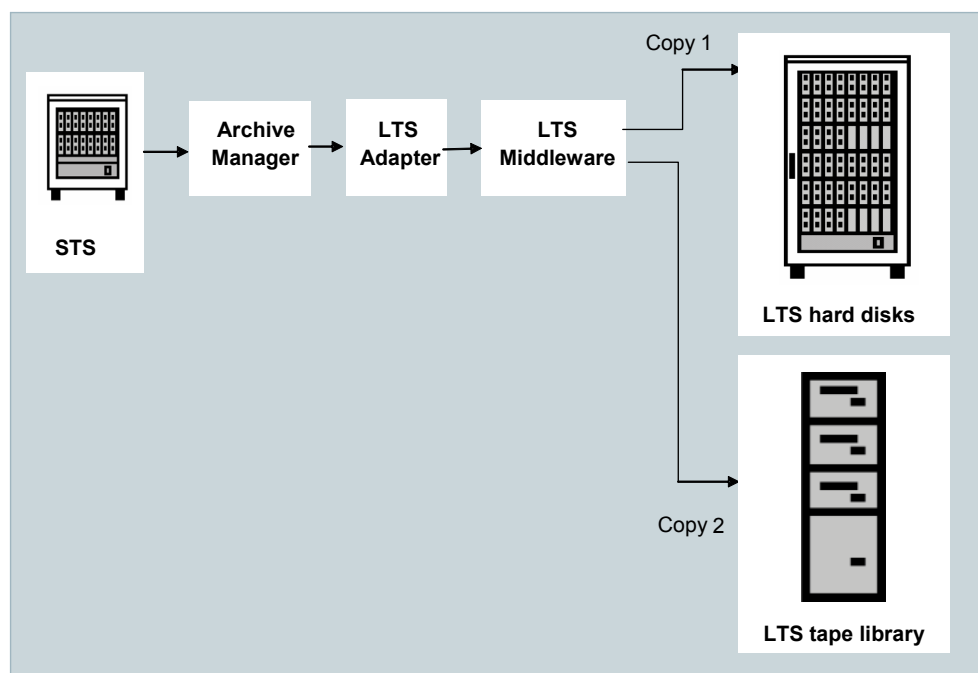 Copy 1
STS
Archive
Manager
LTS
Adapter
LTS
Middleware
LTS hard disks
Copy 2
LTS tape library